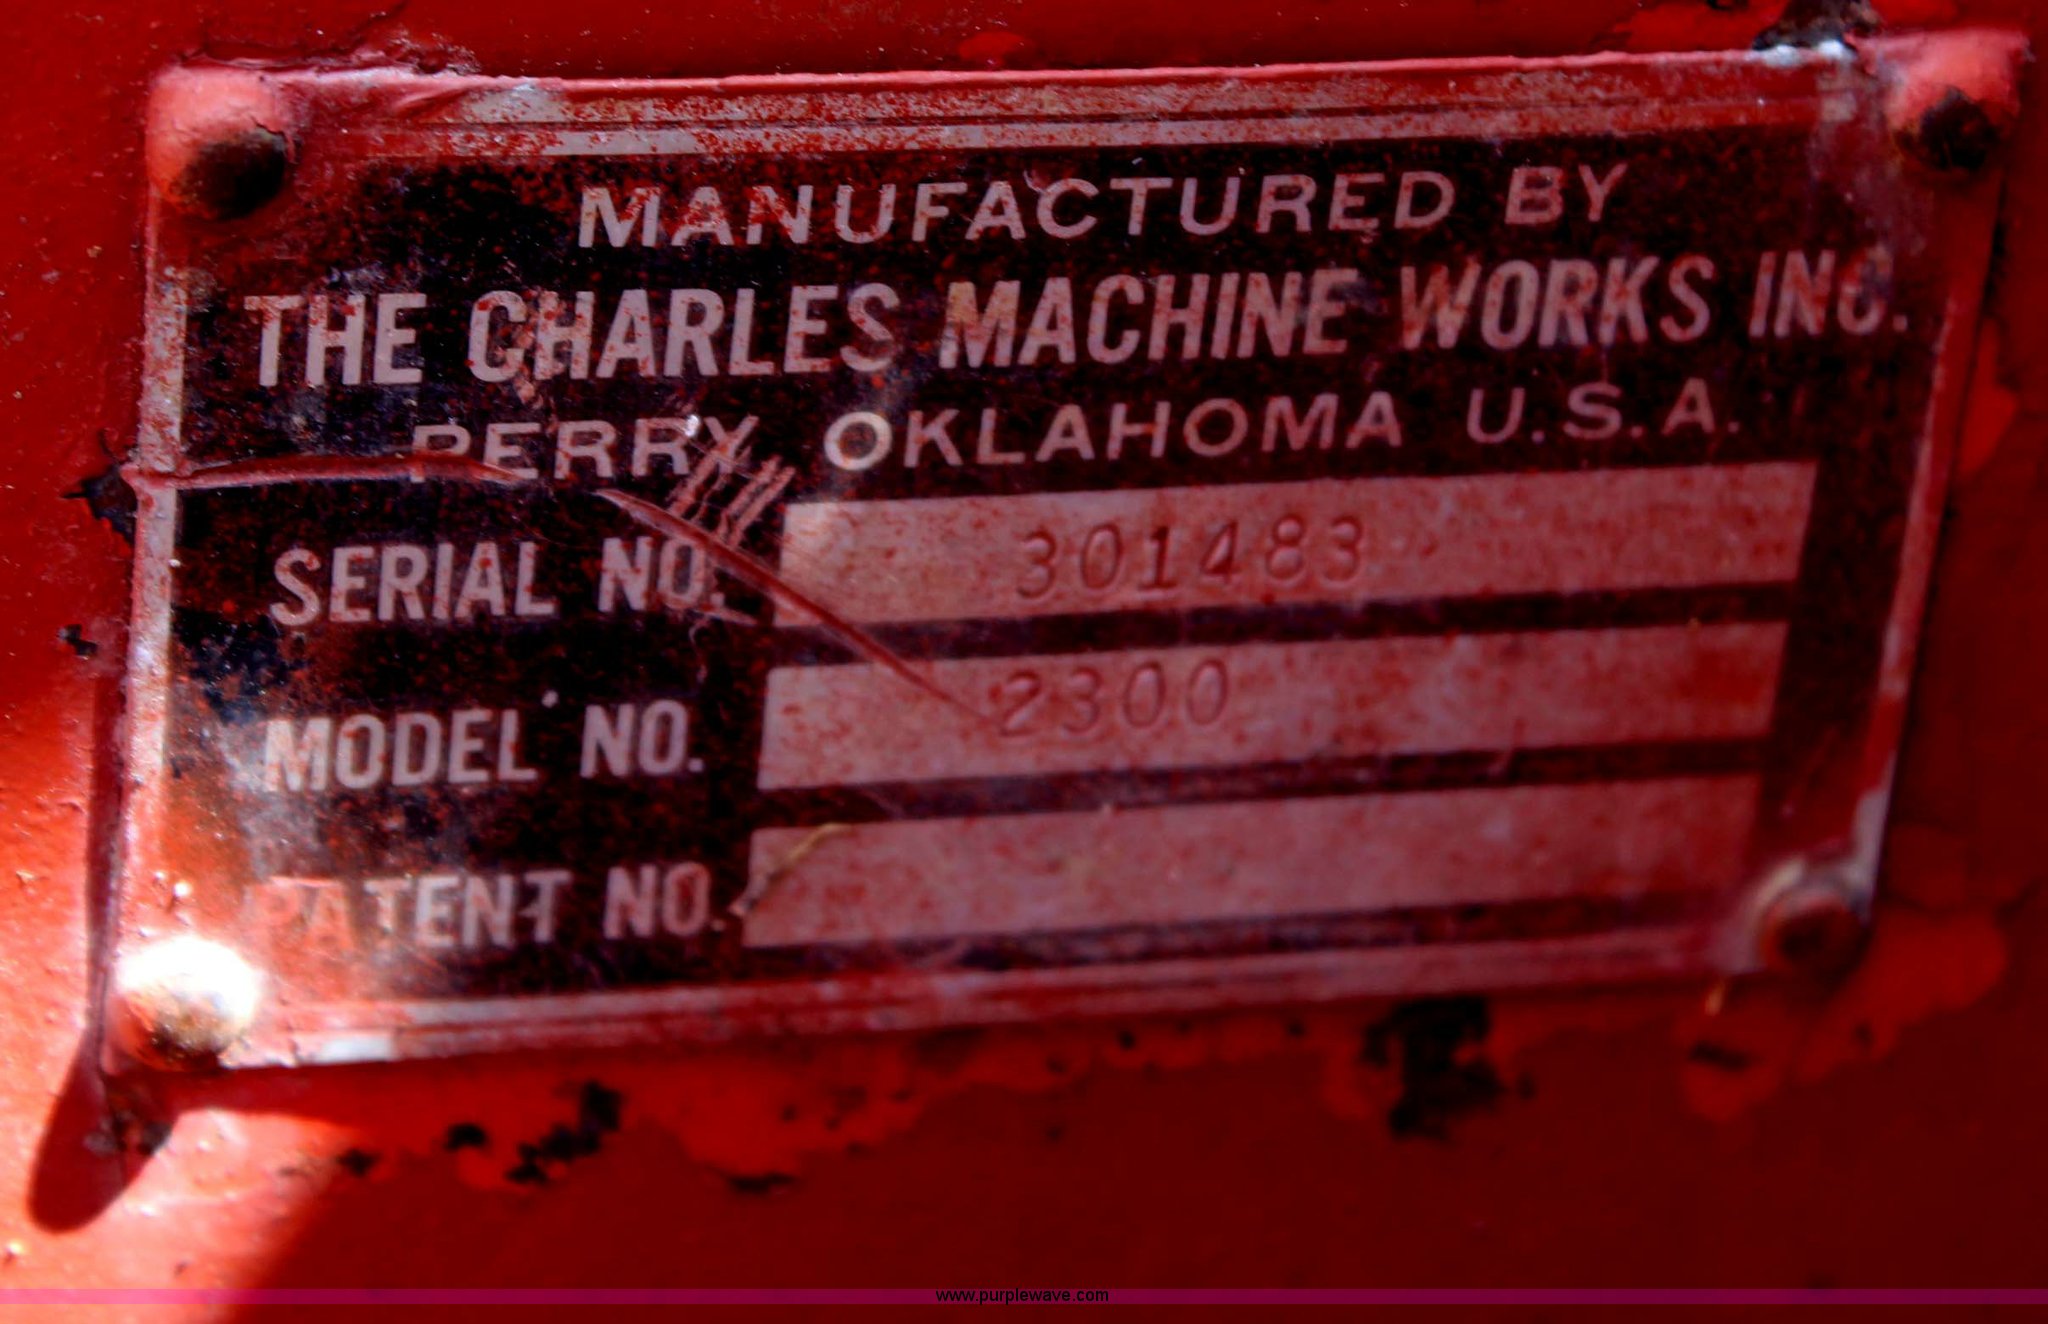 MANUFACTURED BY
THE CHARLES MACHINE WORKS INC.
PERRY OKLAHOMA U.S.A.
SERIAL NO. 301483
MODEL NO. 2300
PATENT NO.
www.purplewave.com